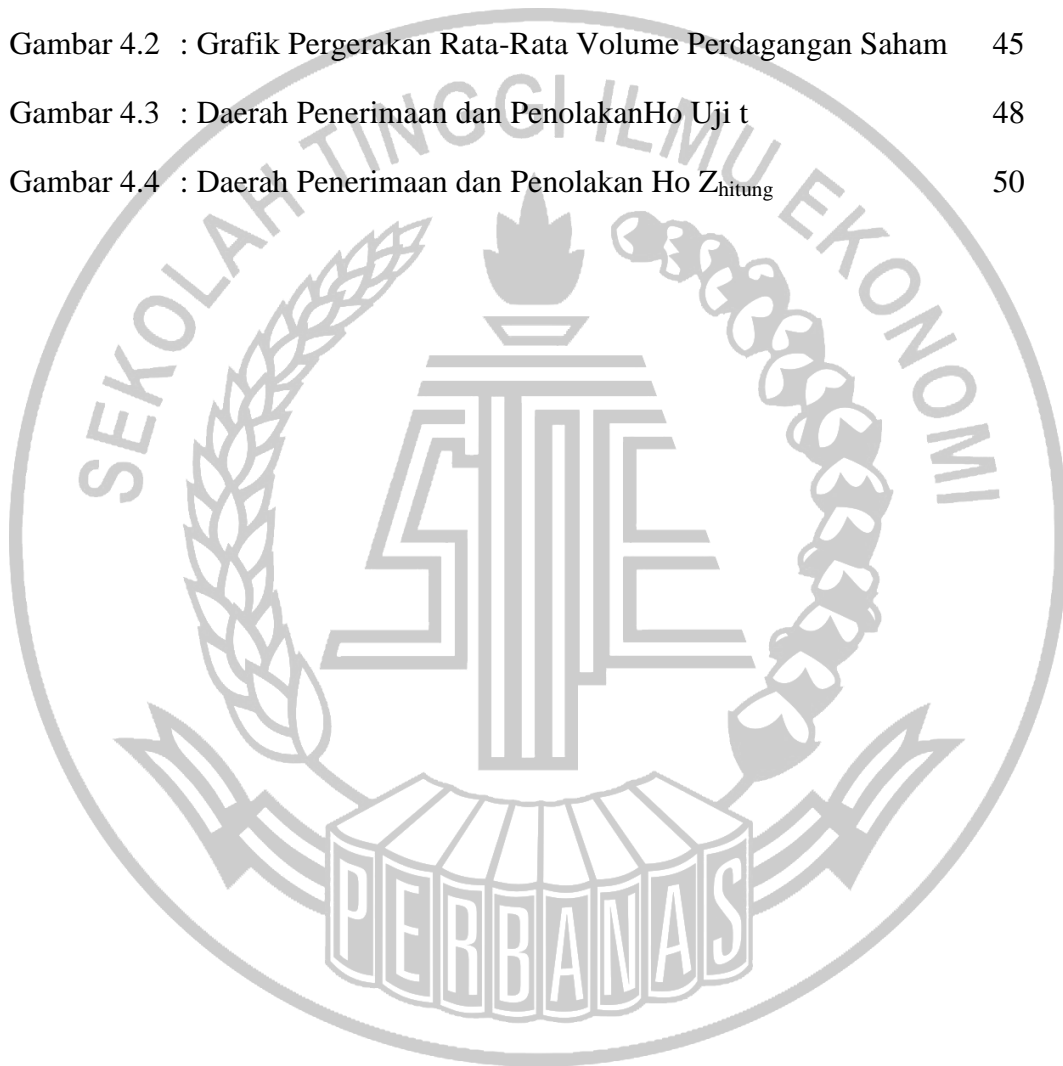 Gambar 4.2 : Grafik Pergerakan Rata-Rata Volume Perdagangan Saham 45
Gambar 4.3 : Daerah Penerimaan dan PenolakanHo Uji t 48
Gambar 4.4 : Daerah Penerimaan dan Penolakan Ho Zhitung 50
SEKOLAH TINGGI ILMU EKONOMI
STIE
PERBANAS